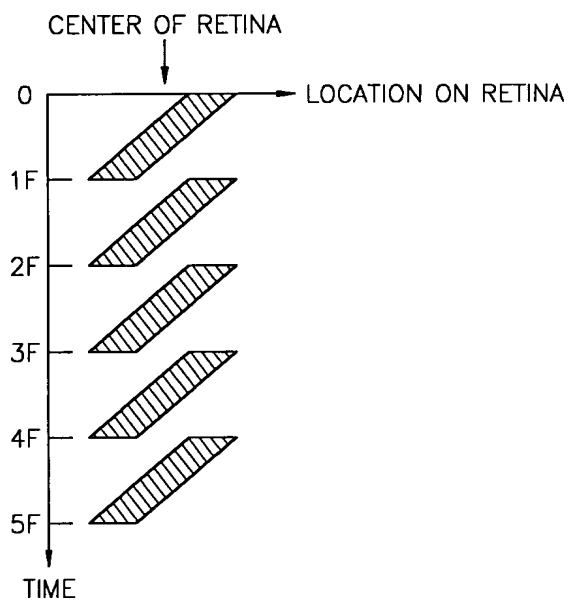 CENTER OF RETINA
0
LOCATION ON RETINA
1F
2F
3F
4F
5F
TIME